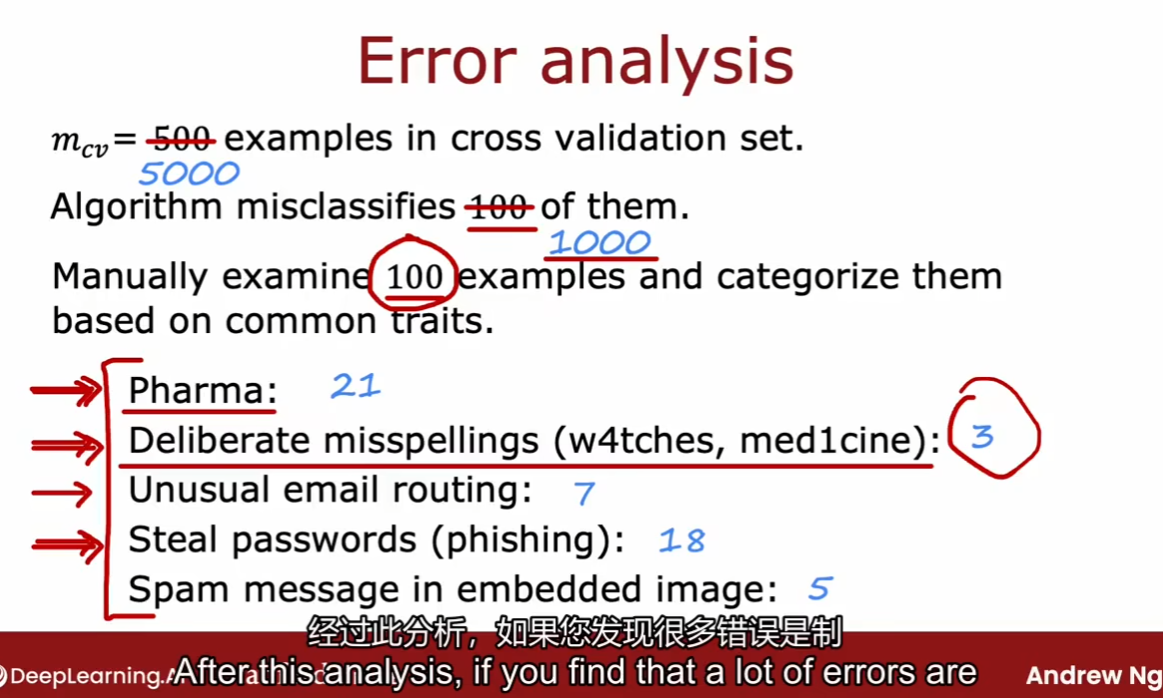 Error analysis
m_cv = 500 examples in cross validation set.
5000
Algorithm misclassifies 100 of them.
1000
Manually examine 100 examples and categorize them
based on common traits.
Pharma: 21
Deliberate misspellings (w4tches, med1cine): 3
Unusual email routing: 7
Steal passwords (phishing): 18
Spam message in embedded image: 5
经过此分析，如果您发现很多错误是制
After this analysis, if you find that a lot of errors are
DeepLearning.A
Andrew Ng